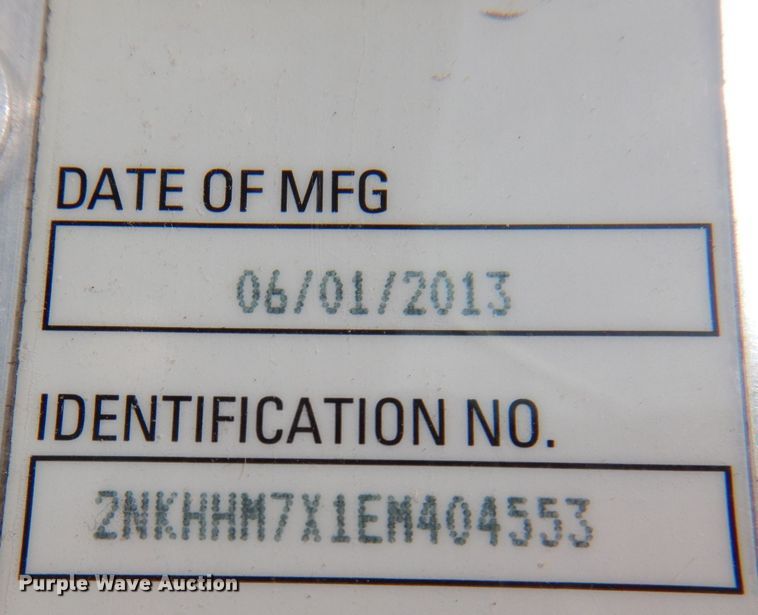 DATE OF MFG
06/01/2013
IDENTIFICATION NO.
2NKHHM7X1EM404553
Purple Wave Auction